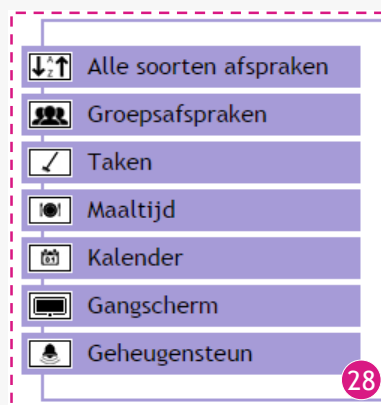 Alle soorten afspraken
Groepsafspraken
Taken
Maaltijd
Kalender
Gangscherm
Geheugensteun
28